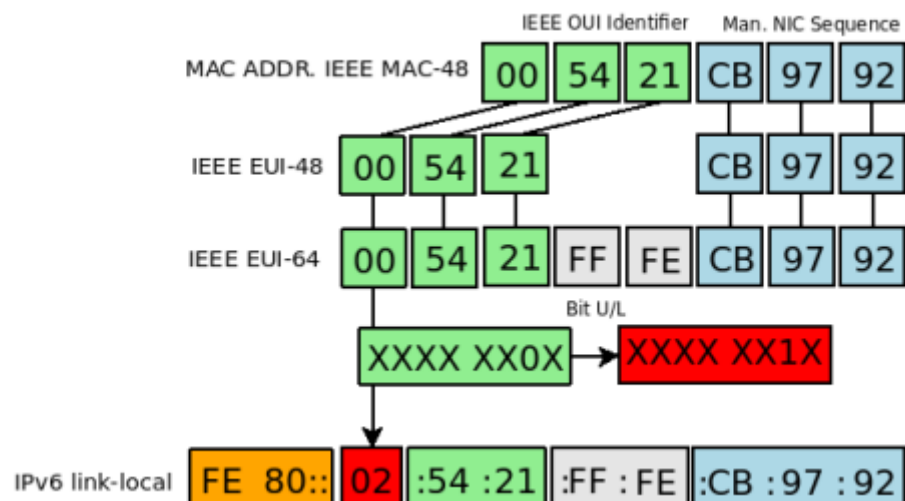 IEEE OUI Identifier Man. NIC Sequence
MAC ADDR. IEEE MAC-48 00 54 21 CB 97 92
IEEE EUI-48 00 54 21 CB 97 92
IEEE EUI-64 00 54 21 FF FE CB 97 92
Bit U/L
XXXX XX0X XXXX XX1X
IPv6 link-local FE 80:: 02 :54 :21 :FF : FE :CB : 97 : 92